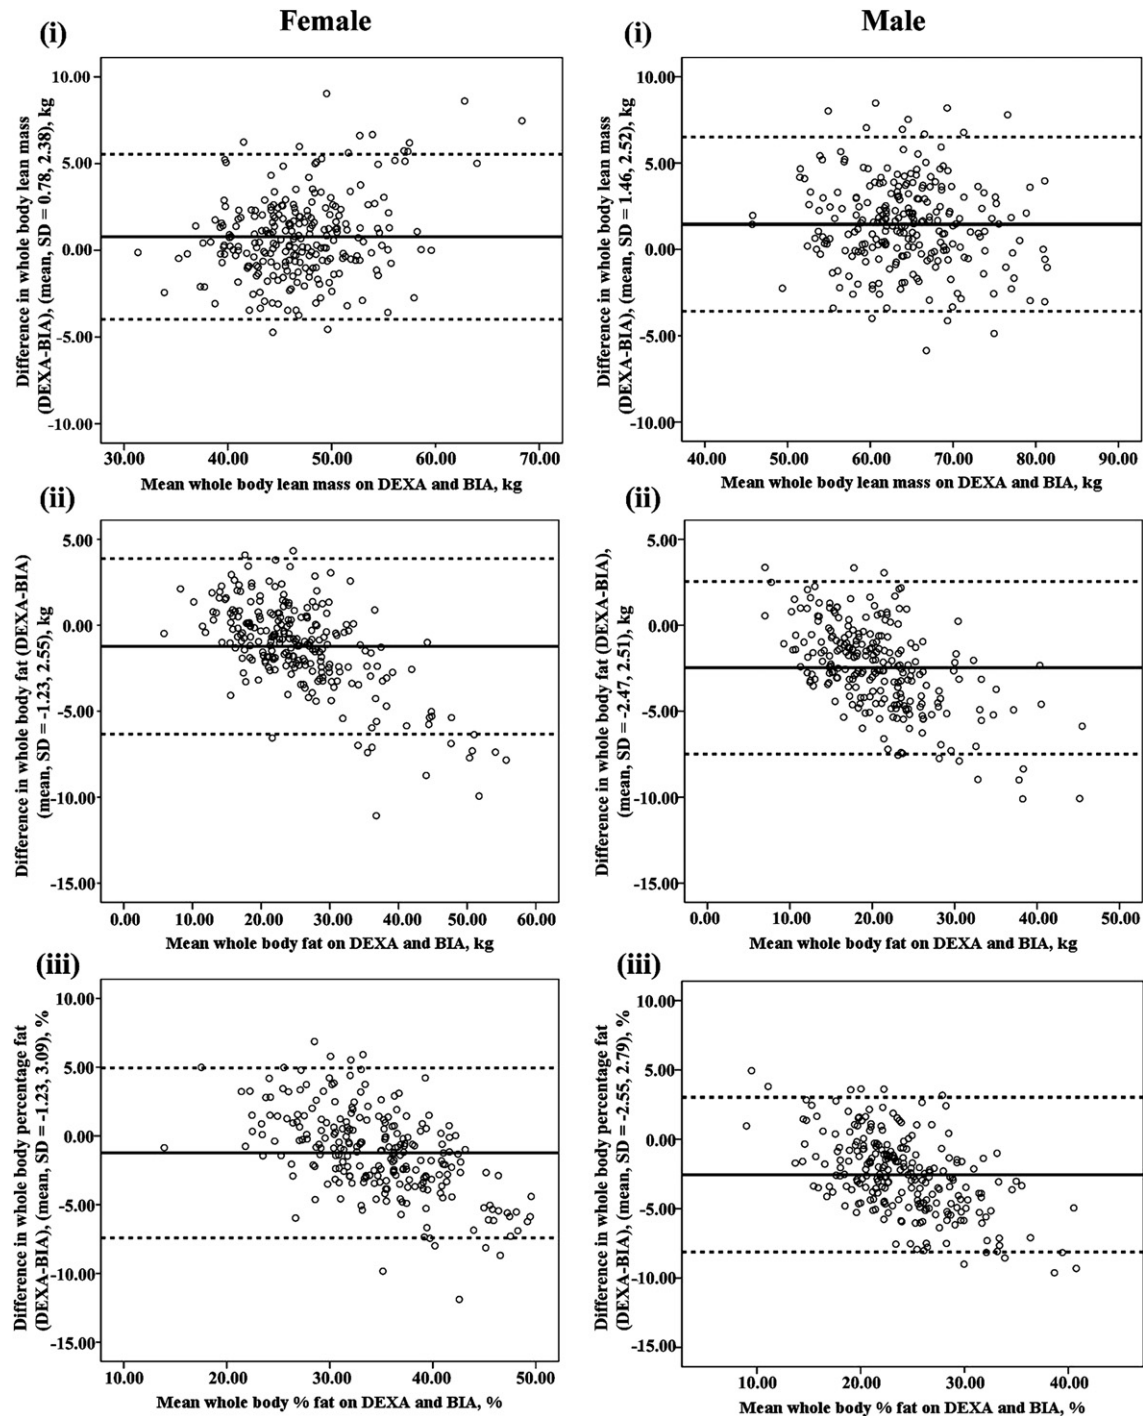 Female
Male
(i)
Difference in whole body lean mass
(DEXA-BIA), (mean, SD = 0.78, 2.38), kg
10.00
5.00
0.00
-5.00
-10.00
30.00 40.00 50.00 60.00 70.00
Mean whole body lean mass on DEXA and BIA, kg
(i)
Difference in whole body lean mass
(DEXA-BIA), (mean, SD = 1.46, 2.52), kg
10.00
5.00
0.00
-5.00
-10.00
40.00 50.00 60.00 70.00 80.00 90.00
Mean whole body lean mass on DEXA and BIA, kg
(ii)
Difference in whole body fat (DEXA-BIA)
(mean, SD = -1.23, 2.55), kg
5.00
0.00
-5.00
-10.00
-15.00
0.00 10.00 20.00 30.00 40.00 50.00 60.00
Mean whole body fat on DEXA and BIA, kg
(ii)
Difference in whole body fat (DEXA-BIA),
(mean, SD = -2.47, 2.51), kg
5.00
0.00
-5.00
-10.00
-15.00
0.00 10.00 20.00 30.00 40.00 50.00
Mean whole body fat on DEXA and BIA, kg
(iii)
Difference in whole body percentage fat
(DEXA-BIA), (mean, SD = -1.23, 3.09), %
10.00
5.00
0.00
-5.00
-10.00
-15.00
10.00 20.00 30.00 40.00 50.00
Mean whole body % fat on DEXA and BIA, %
(iii)
Difference in whole body percentage fat
(DEXA-BIA), (mean, SD = -2.55, 2.79), %
10.00
5.00
0.00
-5.00
-10.00
-15.00
10.00 20.00 30.00 40.00
Mean whole body % fat on DEXA and BIA, %